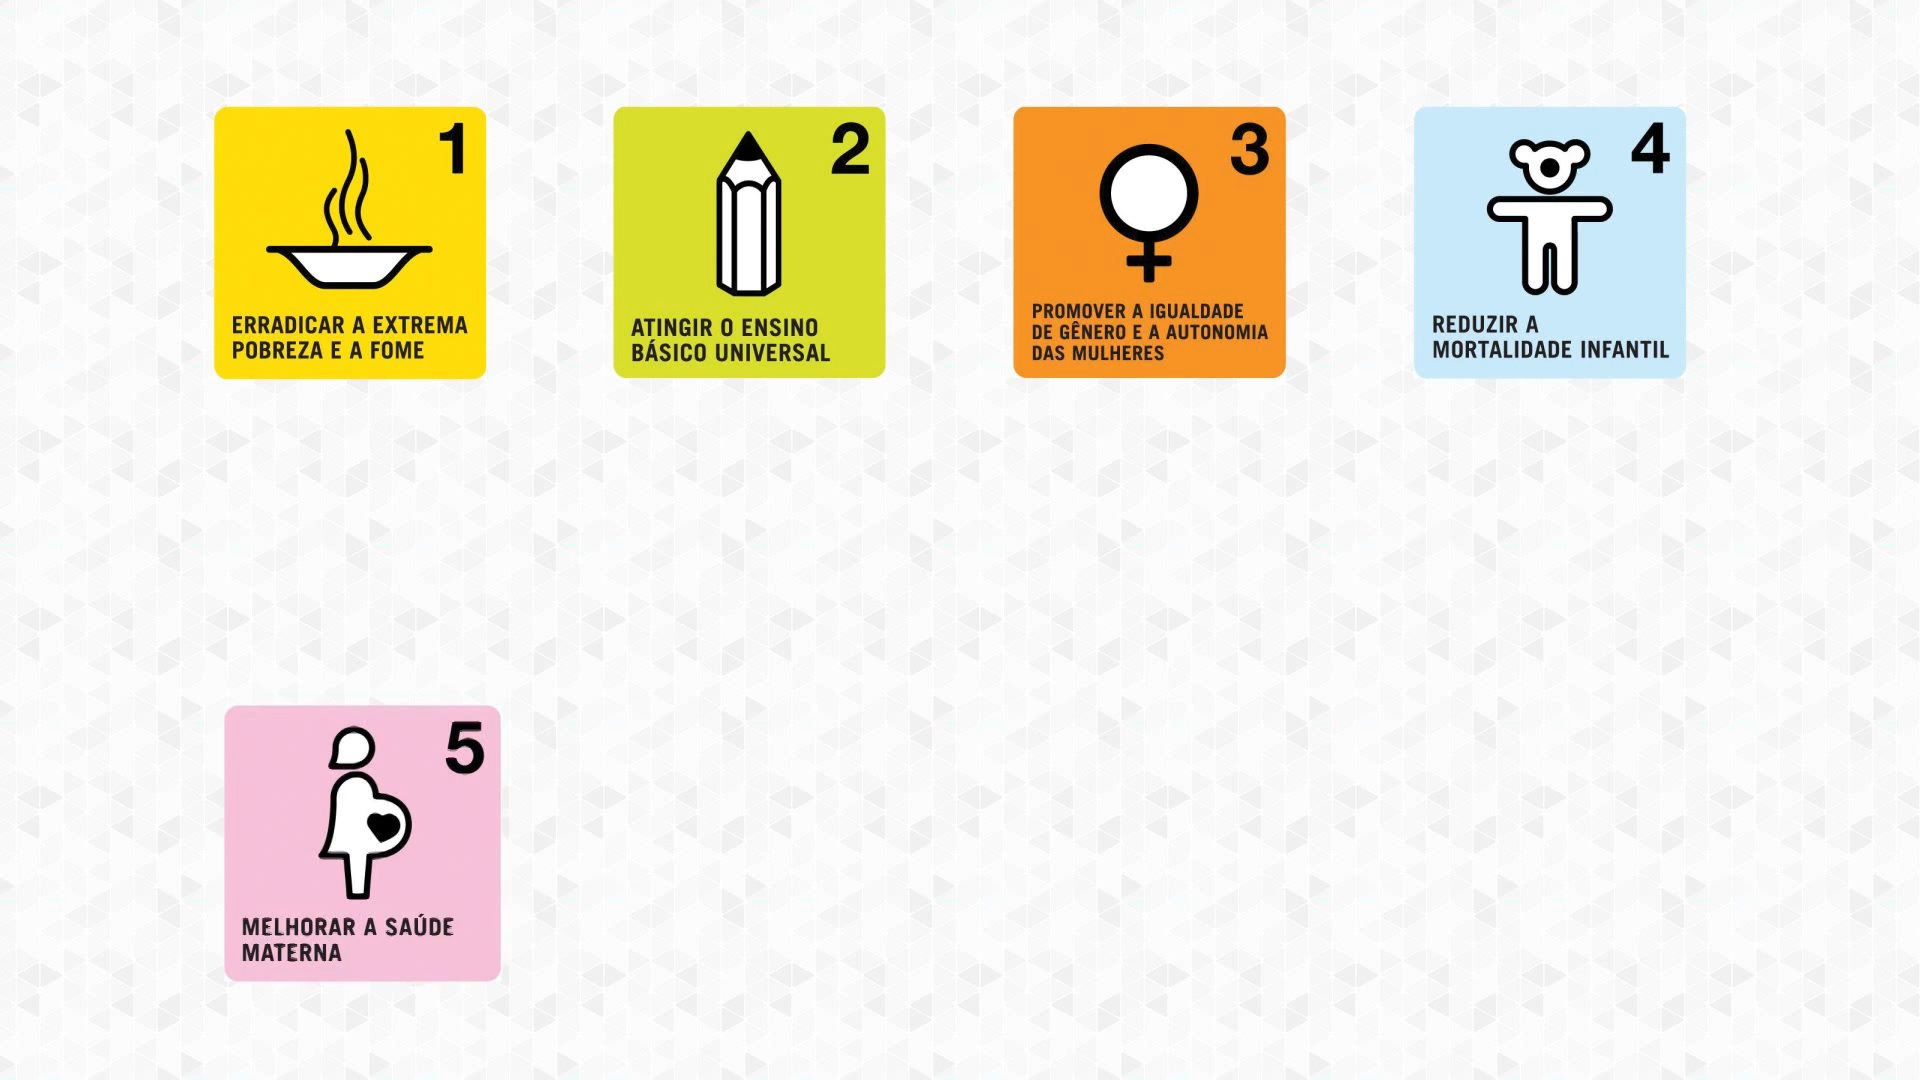 1
ERRADICAR A EXTREMA
POBREZA E A FOME
2
ATINGIR O ENSINO
BÁSICO UNIVERSAL
3
PROMOVER A IGUALDADE
DE GÊNERO E A AUTONOMIA
DAS MULHERES
4
REDUZIR A
MORTALIDADE INFANTIL
5
MELHORAR A SAÚDE
MATERNA